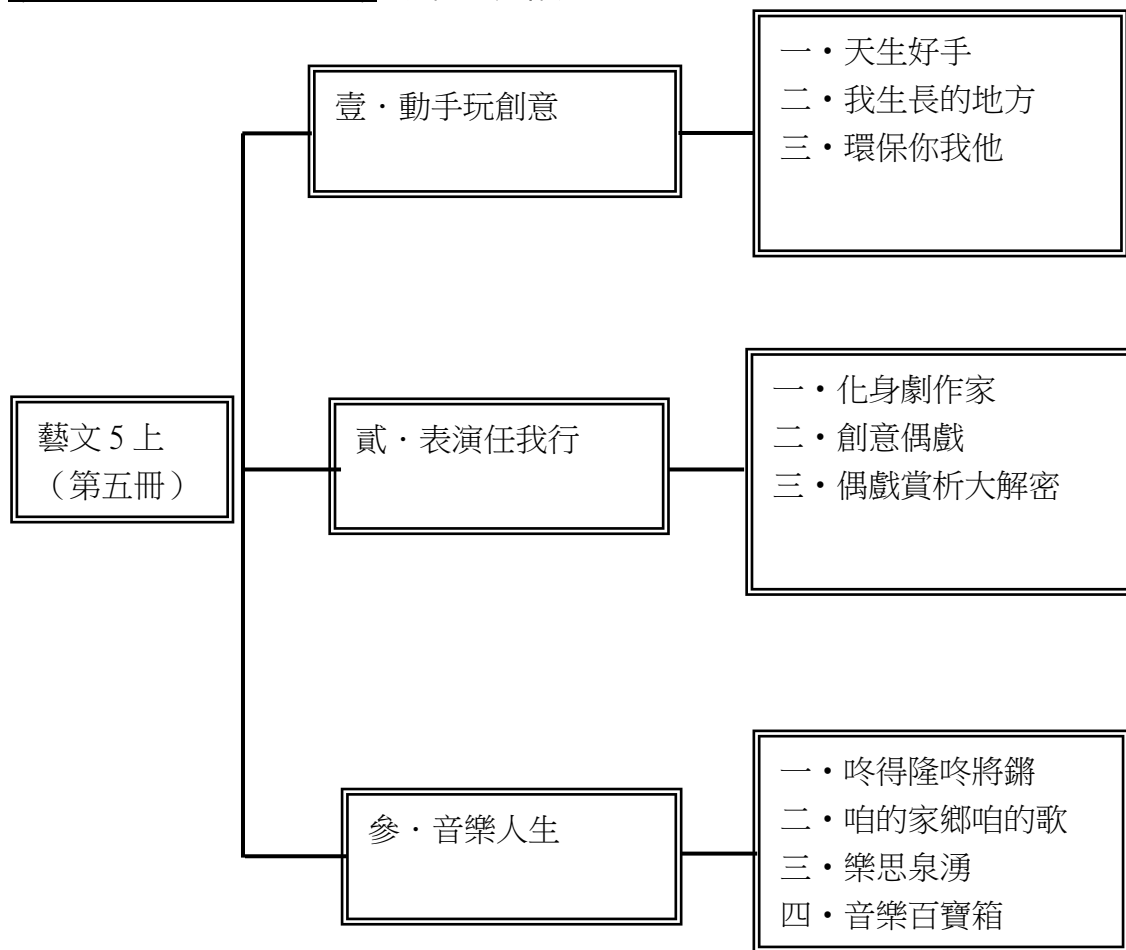 壹．動手玩創意
一・天生好手
二・我生長的地方
三・環保你我他
藝文 5 上
（第五冊）
貳．表演任我行
一・化身劇作家
二・創意偶戲
三・偶戲賞析大解密
參．音樂人生
一・咚得隆咚將鏘
二・咱的家鄉咱的歌
三・樂思泉湧
四・音樂百寶箱